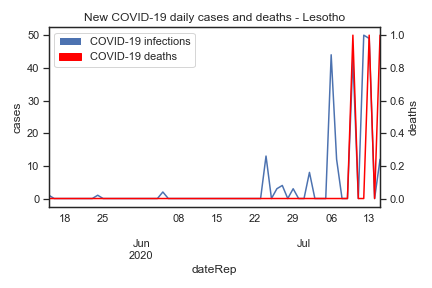 New COVID-19 daily cases and deaths - Lesotho
COVID-19 infections
COVID-19 deaths
cases
50
40
30
20
10
0
deaths
1.0
0.8
0.6
0.4
0.2
0.0
18 25 08 15 22 29 06 13
Jun Jul
2020
dateRep